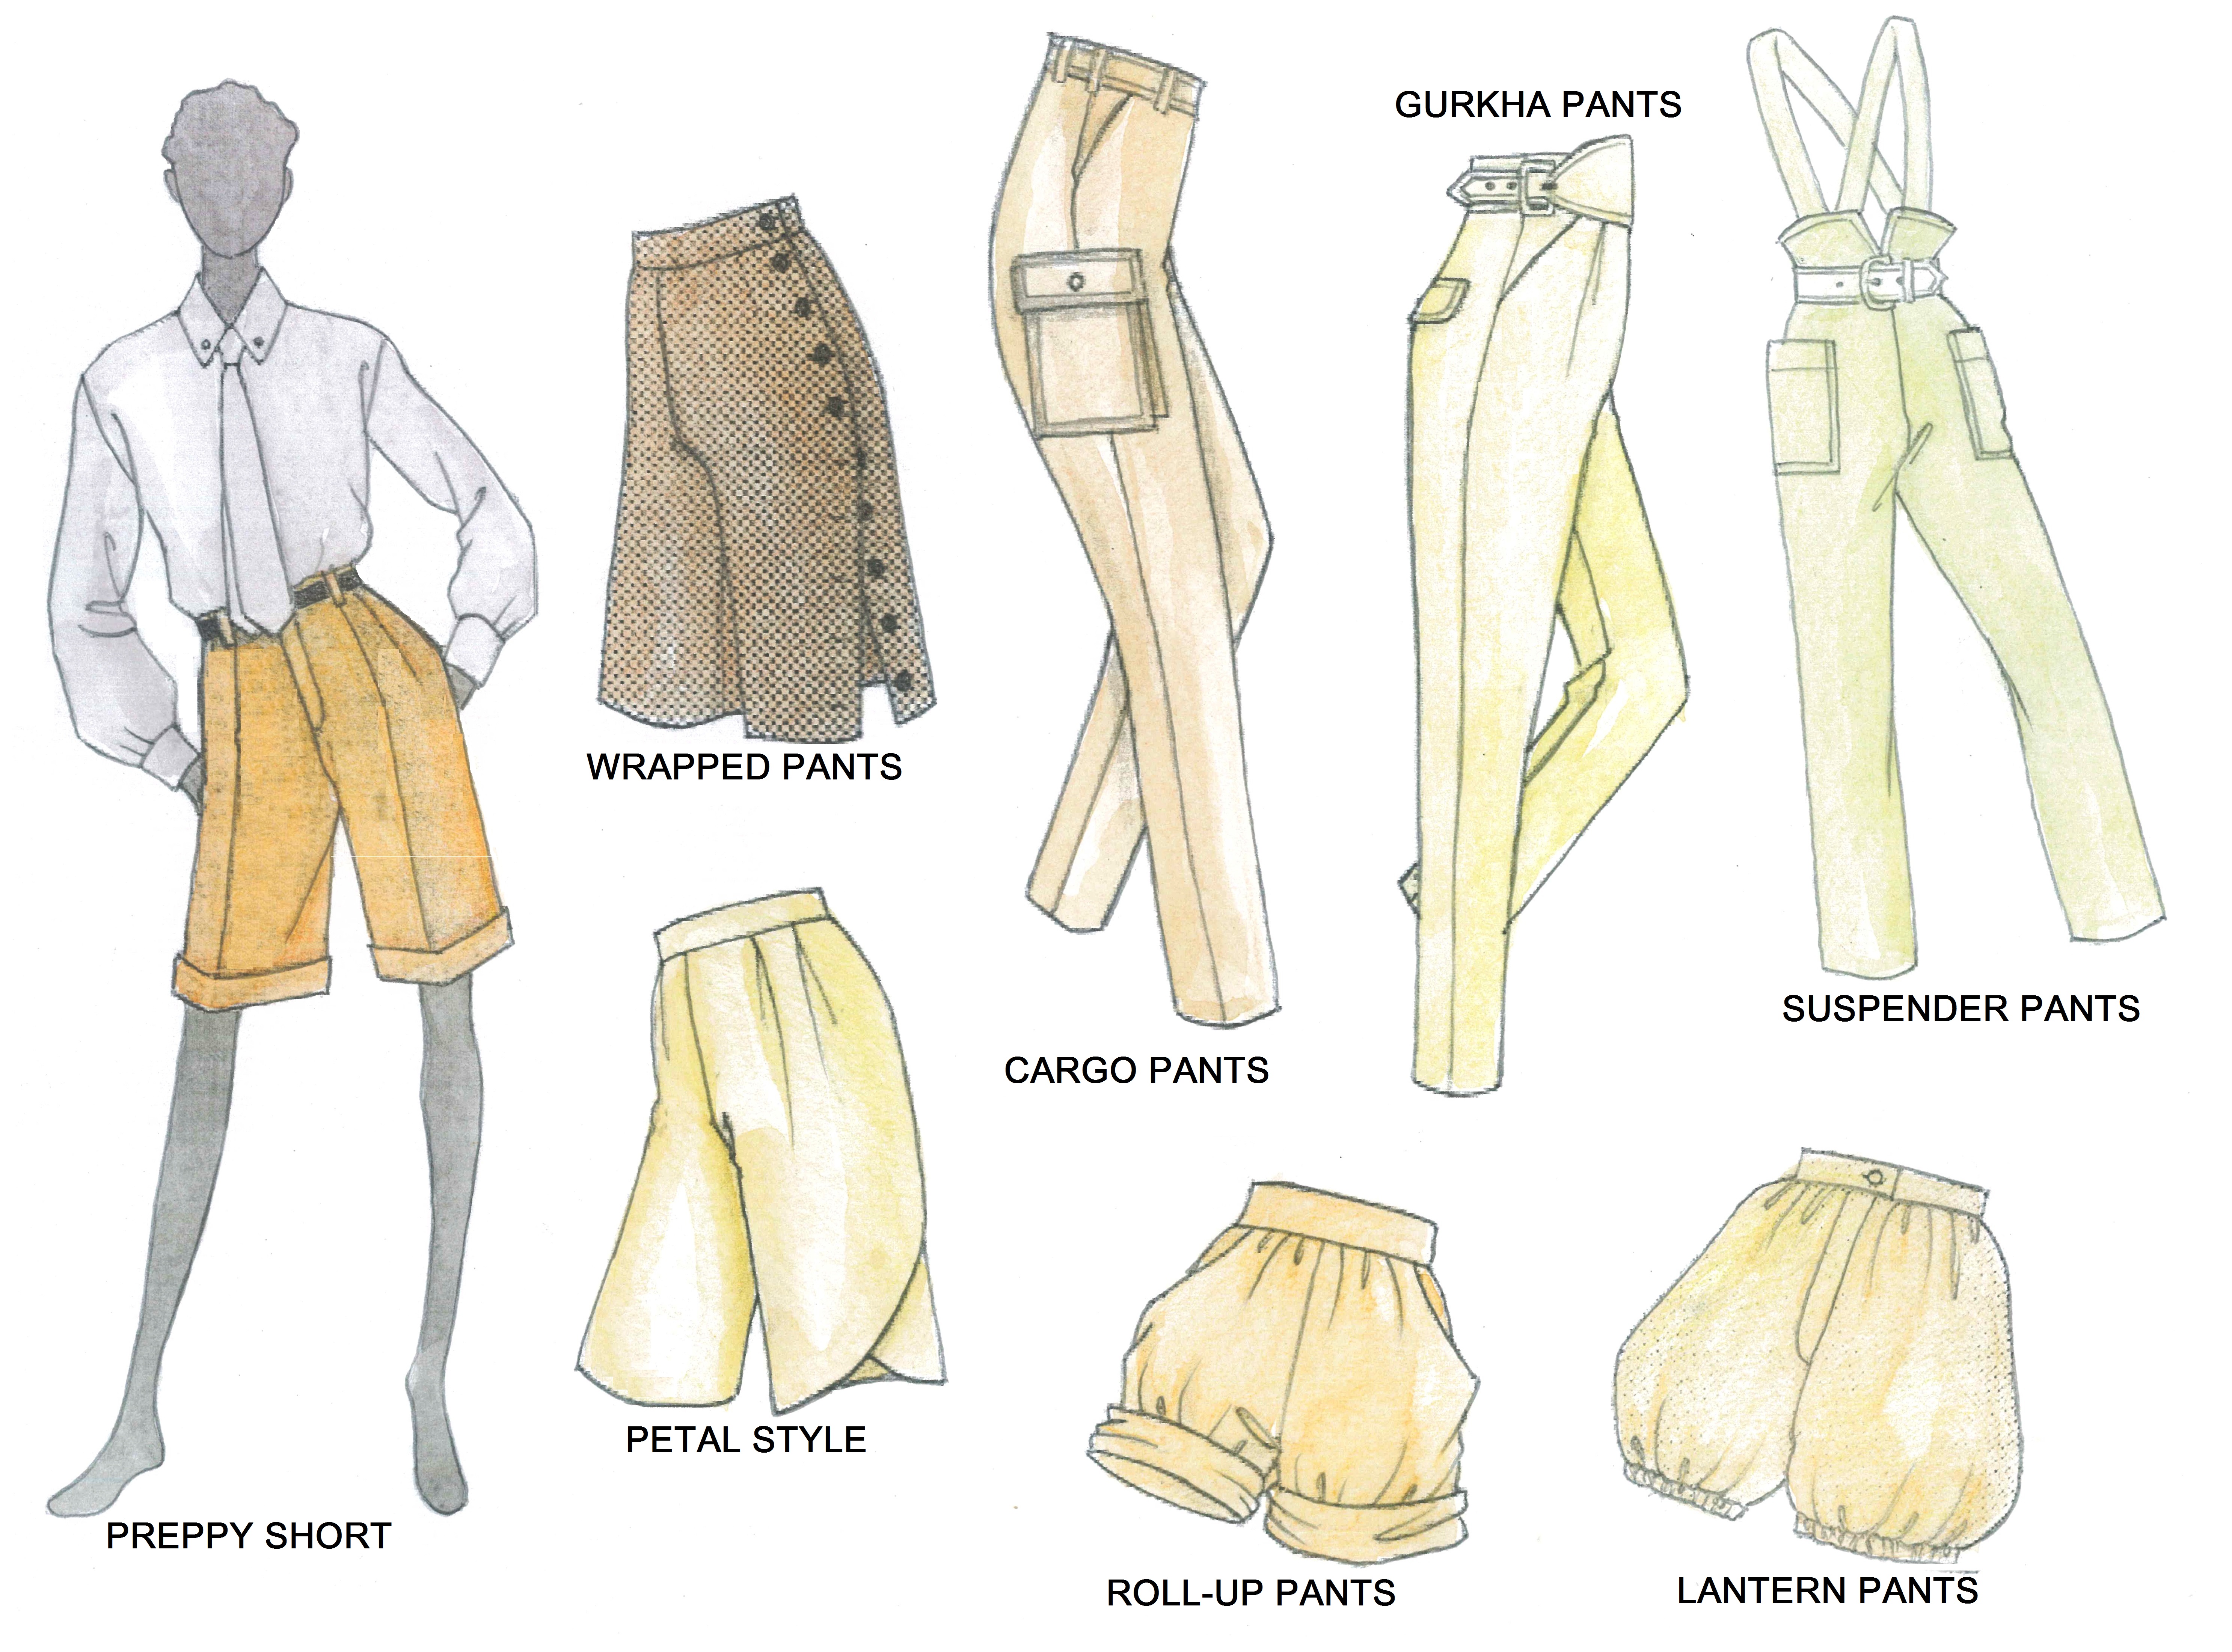 GURKHA PANTS
WRAPPED PANTS
SUSPENDER PANTS
CARGO PANTS
PETAL STYLE
PREPPY SHORT
ROLL-UP PANTS
LANTERN PANTS